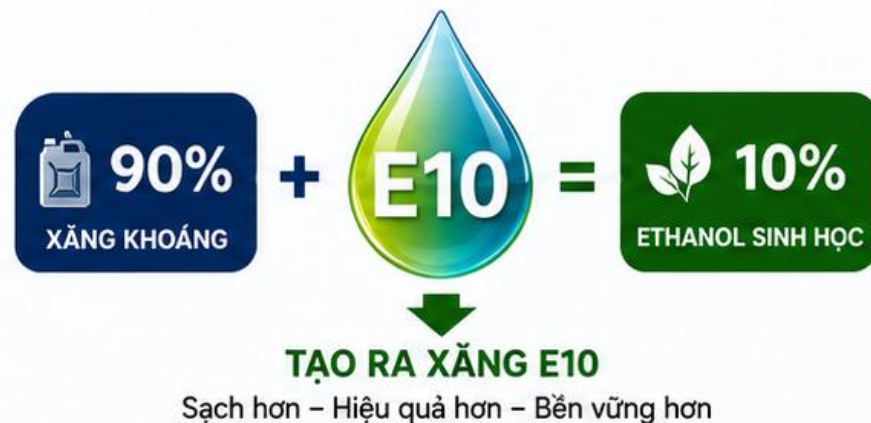 90% + E10 = 10%
XĂNG KHOÁNG
ETHANOL SINH HỌC
TẠO RA XĂNG E10
Sạch hơn – Hiệu quả hơn – Bền vững hơn